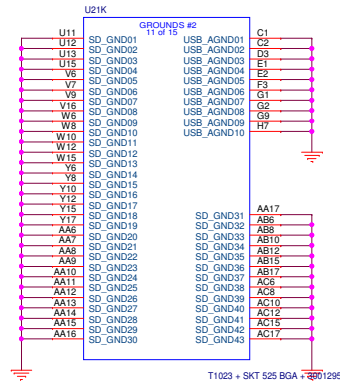 U21K
GROUNDS #2
11 of 15
U11 SD_GND01 USB_AGND01 C1
U12 SD_GND02 USB_AGND02 C2
U13 SD_GND03 USB_AGND03 D3
U15 SD_GND04 USB_AGND04 E1
V6 SD_GND05 USB_AGND05 E2
V7 SD_GND06 USB_AGND06 F3
V9 SD_GND07 USB_AGND07 G1
V16 SD_GND08 USB_AGND08 G2
W6 SD_GND09 USB_AGND09 G9
W8 SD_GND10 USB_AGND10 H7
W10 SD_GND11
W12 SD_GND12
W15 SD_GND13
Y6 SD_GND14
Y8 SD_GND15
Y10 SD_GND16
Y12 SD_GND17
Y15 SD_GND18 SD_GND31 AA17
Y17 SD_GND19 SD_GND32 AB6
AA6 SD_GND20 SD_GND33 AB8
AA7 SD_GND21 SD_GND34 AB10
AA8 SD_GND22 SD_GND35 AB12
AA9 SD_GND23 SD_GND36 AB15
AA10 SD_GND24 SD_GND37 AB17
AA11 SD_GND25 SD_GND38 AC6
AA12 SD_GND26 SD_GND39 AC8
AA13 SD_GND27 SD_GND40 AC10
AA14 SD_GND28 SD_GND41 AC12
AA15 SD_GND29 SD_GND42 AC15
AA16 SD_GND30 SD_GND43 AC17
T1023 + SKT 525 BGA + 3001295